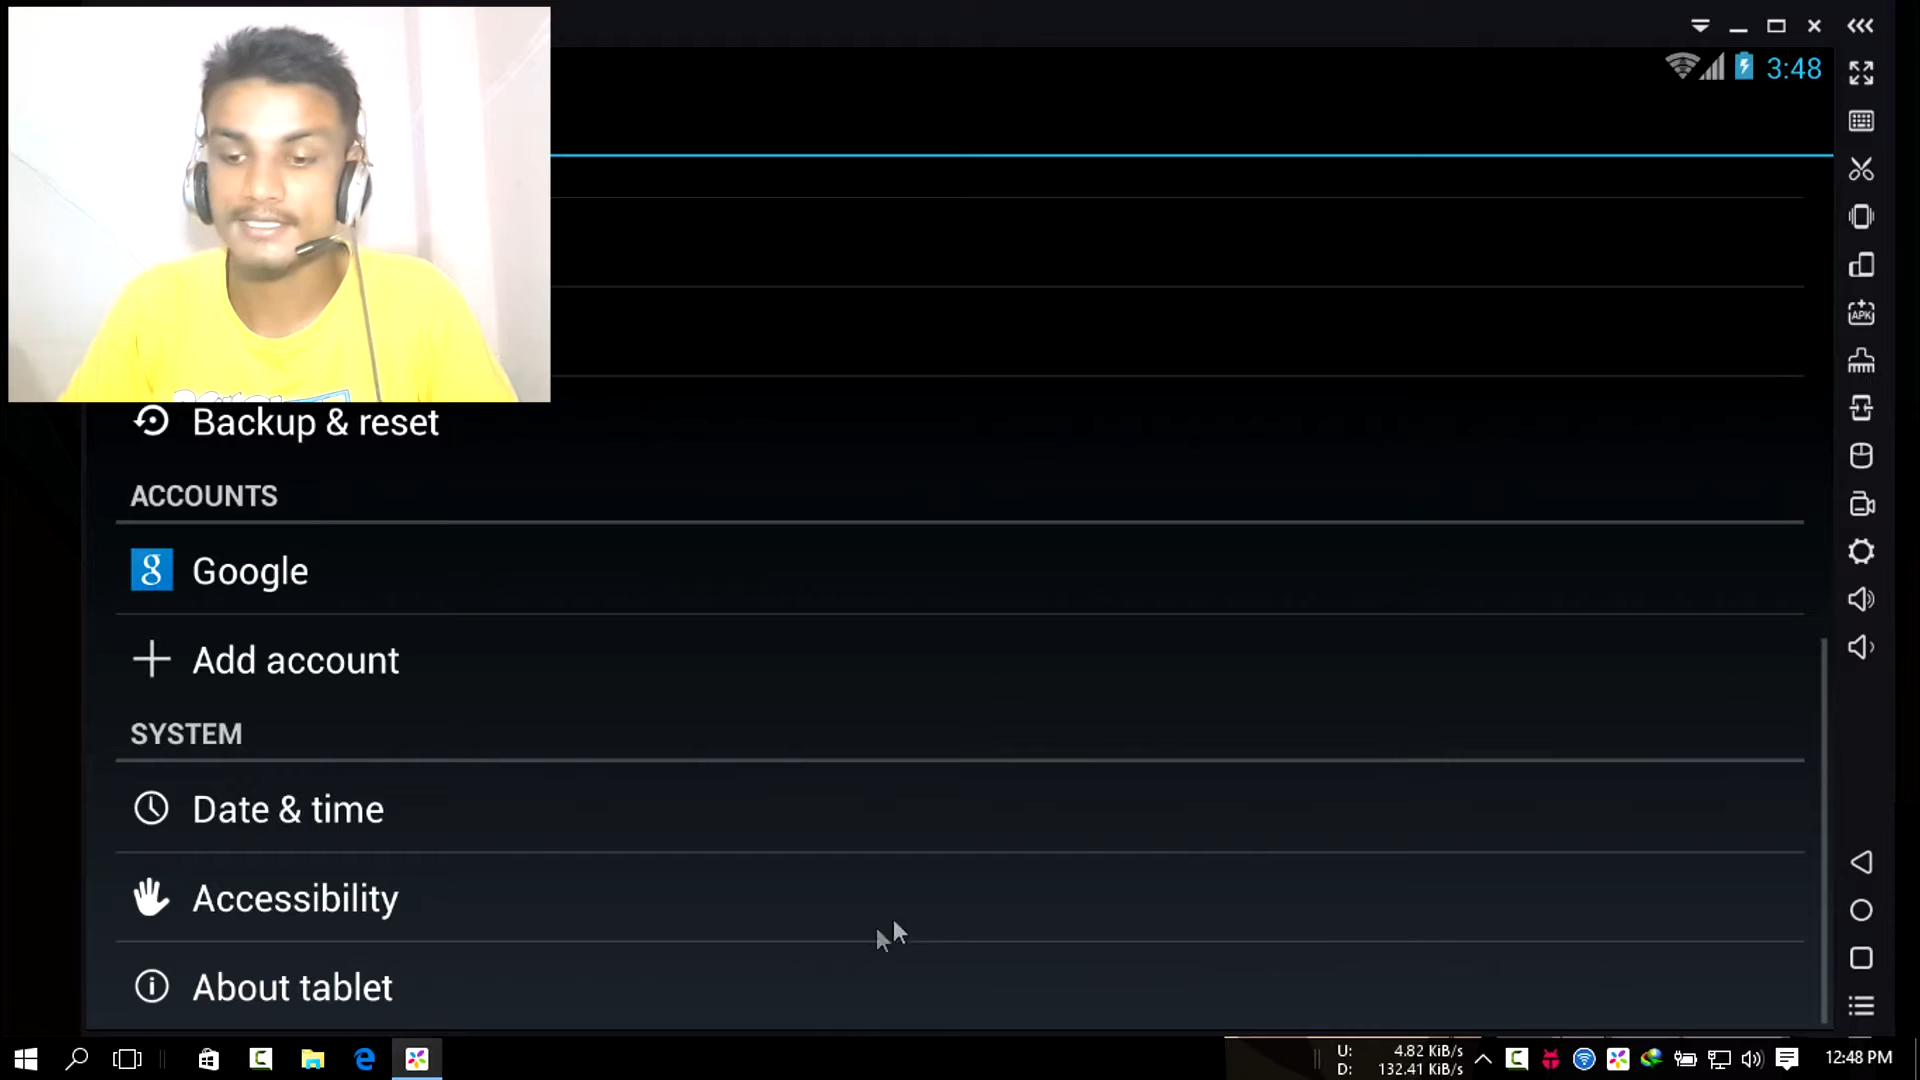 3:48
APK
Backup & reset
ACCOUNTS
g Google
Add account
SYSTEM
Date & time
Accessibility
About tablet
U: 4.82 KiB/s
D: 132.41 KiB/s
12:48 PM